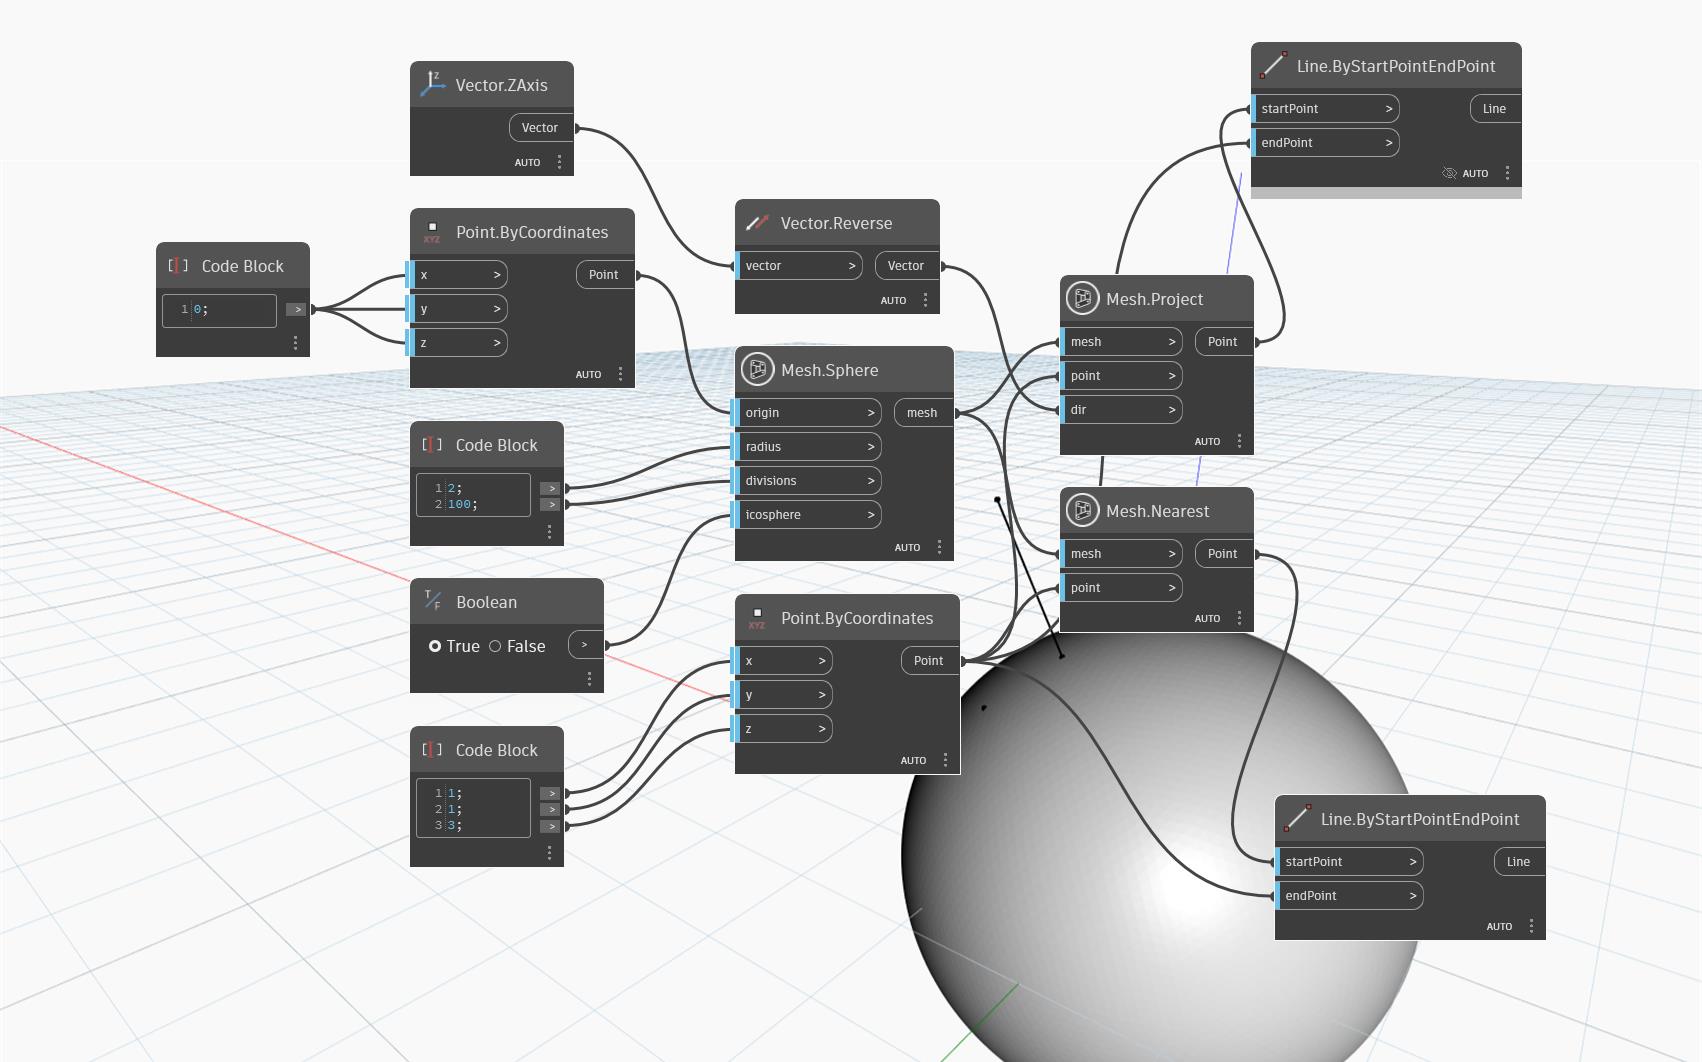 Vector.ZAxis
Vector
AUTO
Code Block
1 0;
>
Point.ByCoordinates
x >
Point
y >
z >
AUTO
Code Block
1 2; >
2 100; >
Boolean
True False >
Code Block
1 1; >
2 1; >
3 3; >
Vector.Reverse
vector >
Vector
AUTO
Mesh.Sphere
origin >
mesh
radius >
divisions >
icosphere >
AUTO
Point.ByCoordinates
x >
Point
y >
z >
AUTO
Line.ByStartPointEndPoint
startPoint >
Line
endPoint >
AUTO
Mesh.Project
mesh >
Point
point >
dir >
AUTO
Mesh.Nearest
mesh >
Point
point >
AUTO
Line.ByStartPointEndPoint
startPoint >
Line
endPoint >
AUTO